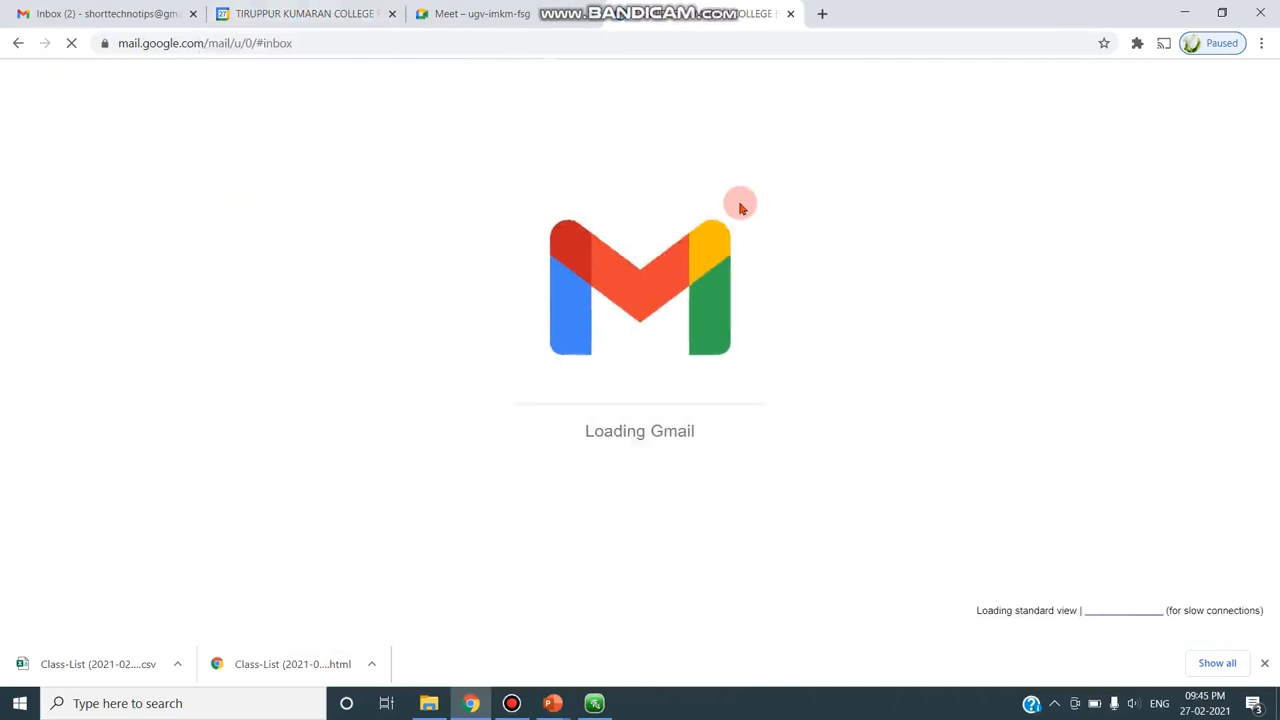 Inbox (2) - shorttechnotips@gm
TIRUPPUR KUMARAN COLLEGE F
Meet – ugv-imkm-fsg
WWW.BANDICAM.COM
OLLEGE F
mail.google.com/mail/u/0/#inbox
Paused
Loading Gmail
Loading standard view | (for slow connections)
Class-List (2021-02....csv
Class-List (2021-0....html
Show all
Type here to search
ENG
09:45 PM
27-02-2021
3